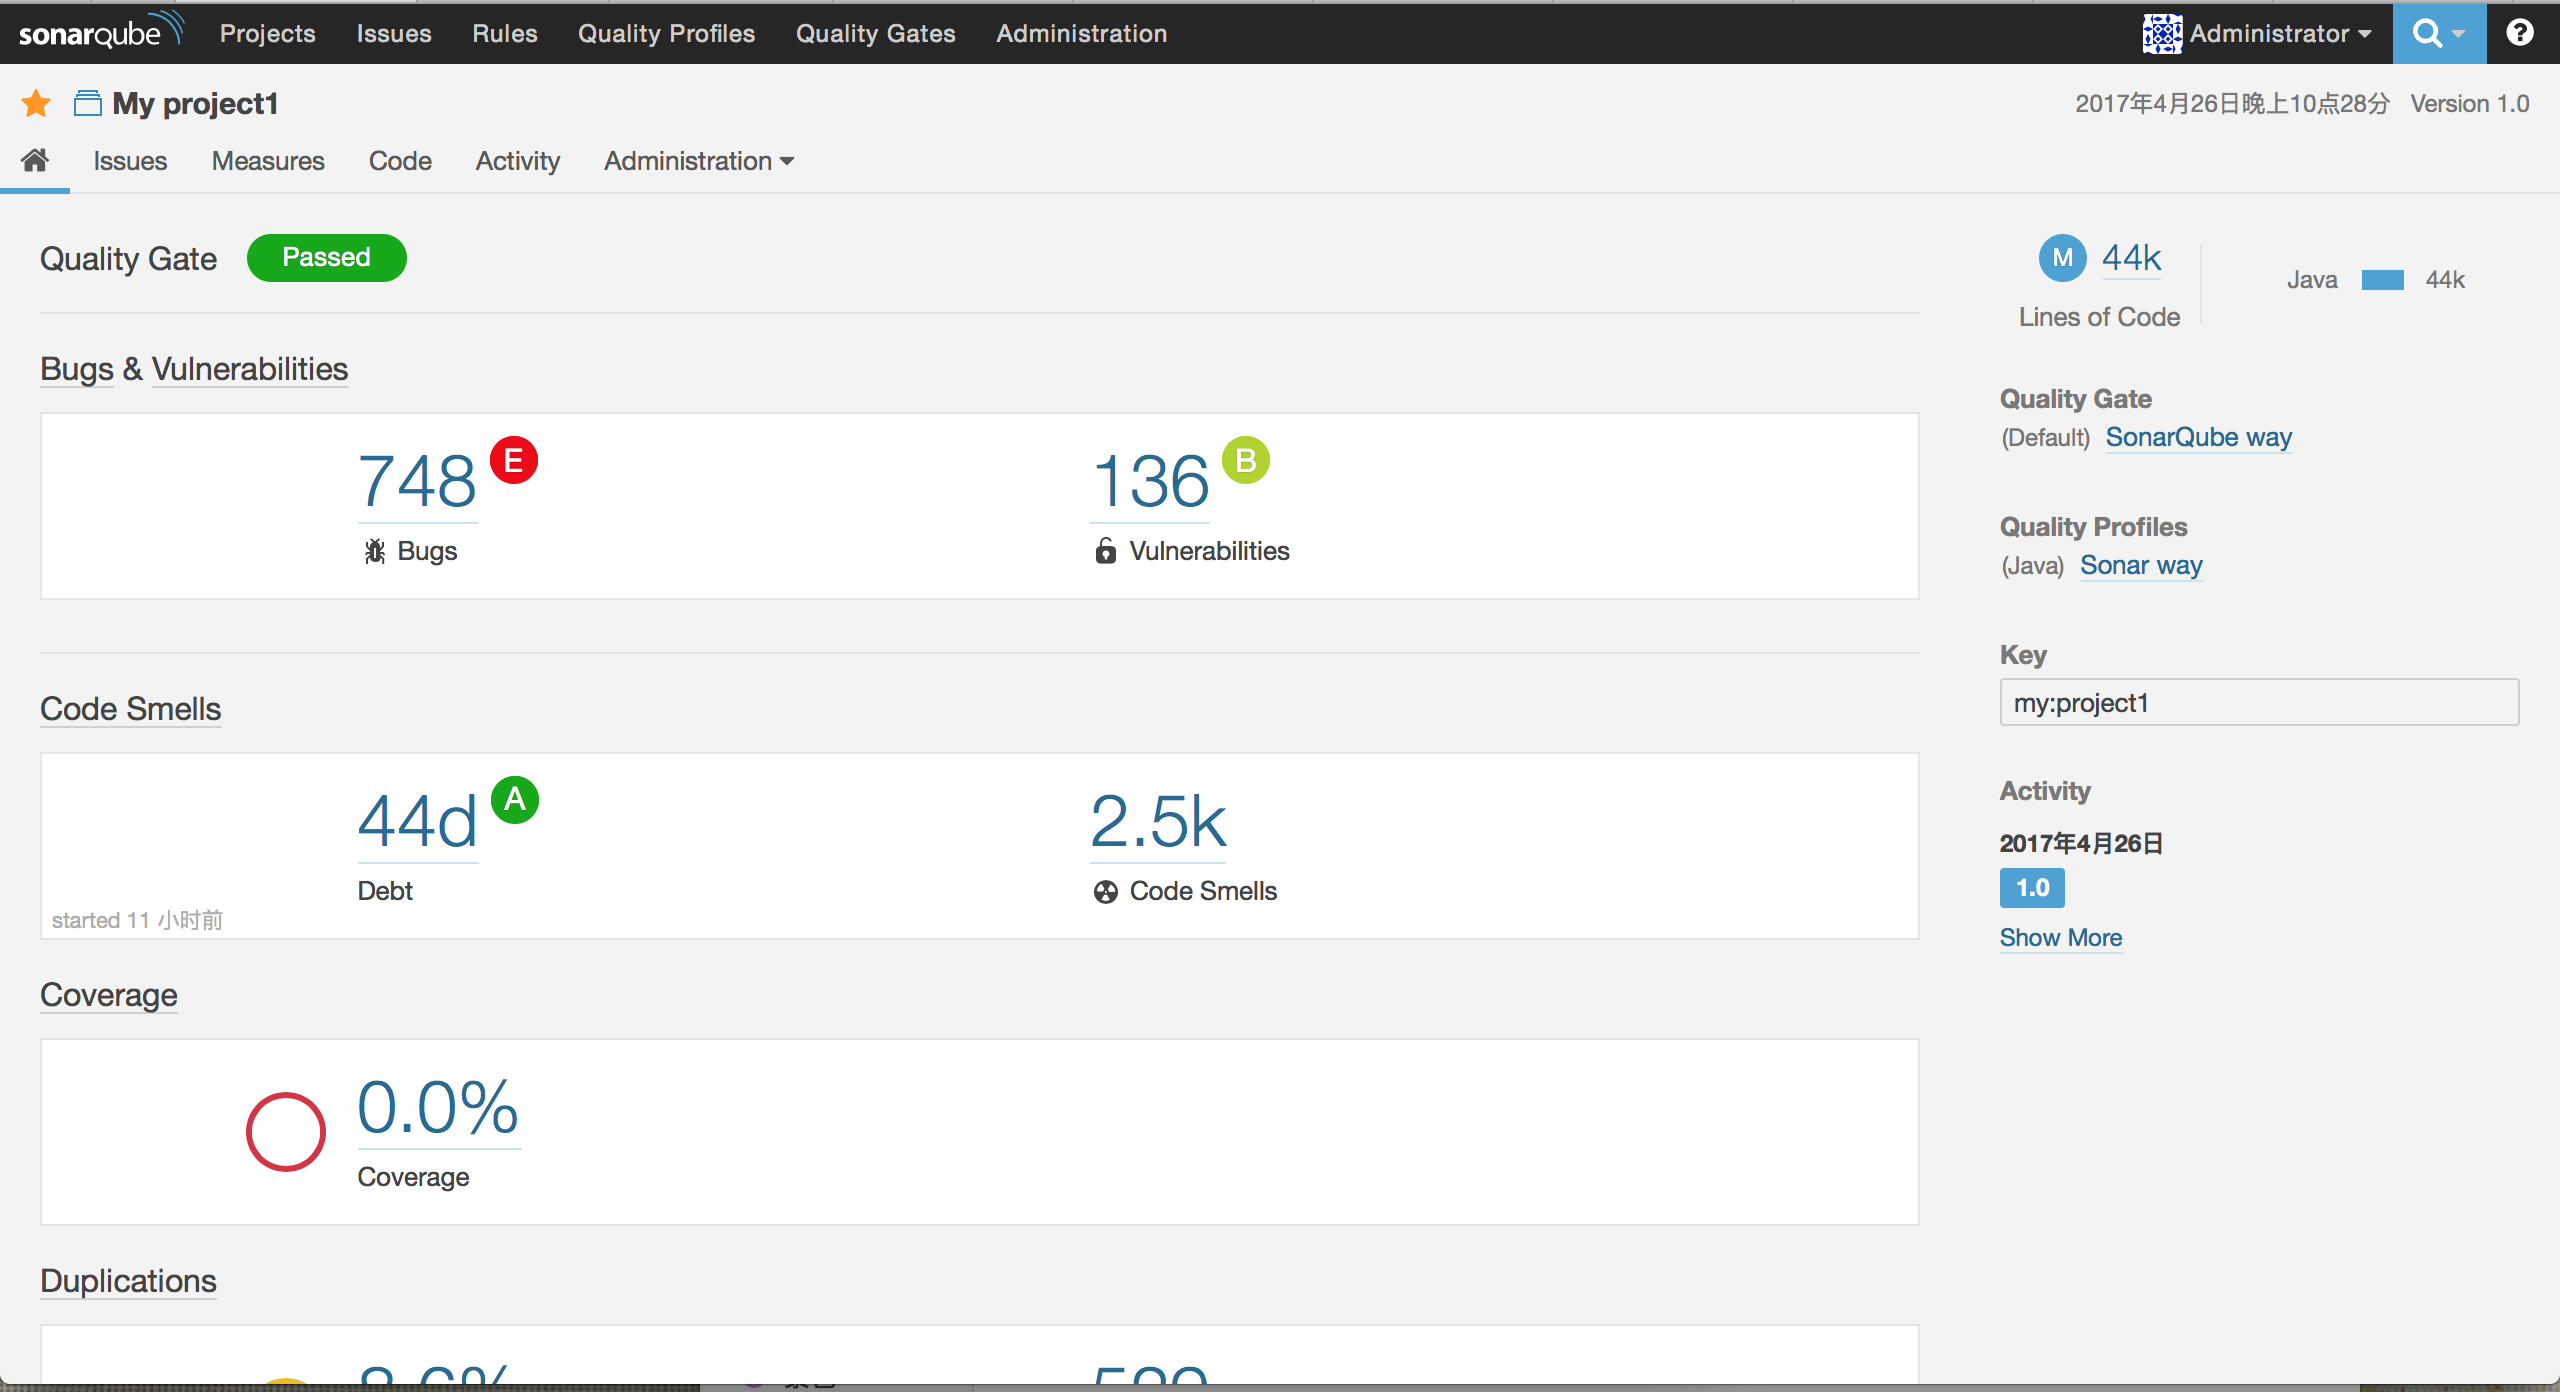 sonarqube Projects Issues Rules Quality Profiles Quality Gates Administration Administrator
My project1 2017年4月26日晚上10点28分 Version 1.0
Issues Measures Code Activity Administration
Quality Gate Passed
Bugs & Vulnerabilities
748 E
Bugs
136 B
Vulnerabilities
Code Smells
44d A
Debt
2.5k
Code Smells
started 11 小时前
Coverage
0.0%
Coverage
Duplications
M 44k
Lines of Code
Java 44k
Quality Gate
(Default) SonarQube way
Quality Profiles
(Java) Sonar way
Key
my:project1
Activity
2017年4月26日
1.0
Show More